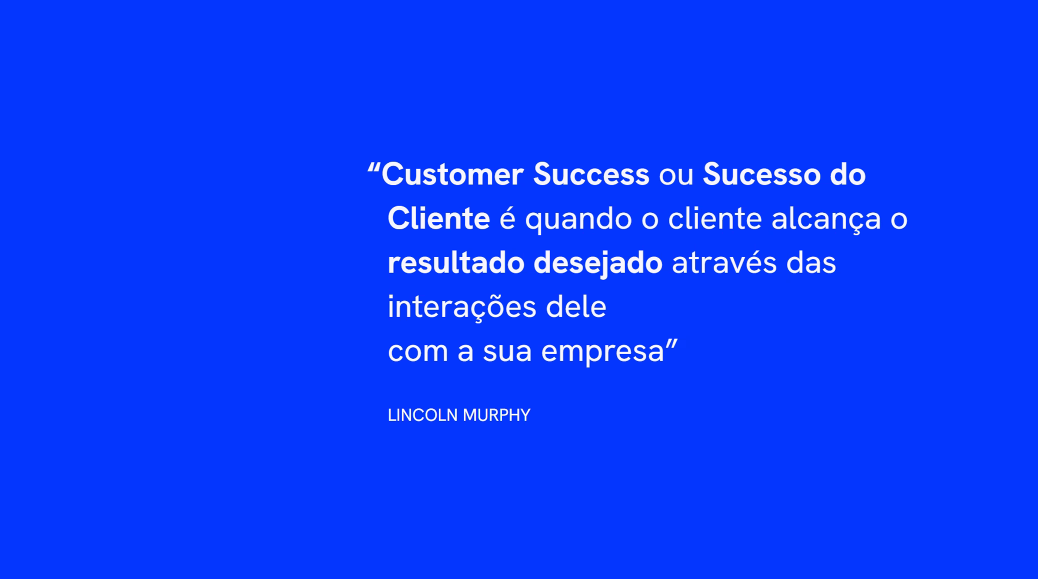 “Customer Success ou Sucesso do
Cliente é quando o cliente alcança o
resultado desejado através das
interações dele
com a sua empresa”
LINCOLN MURPHY